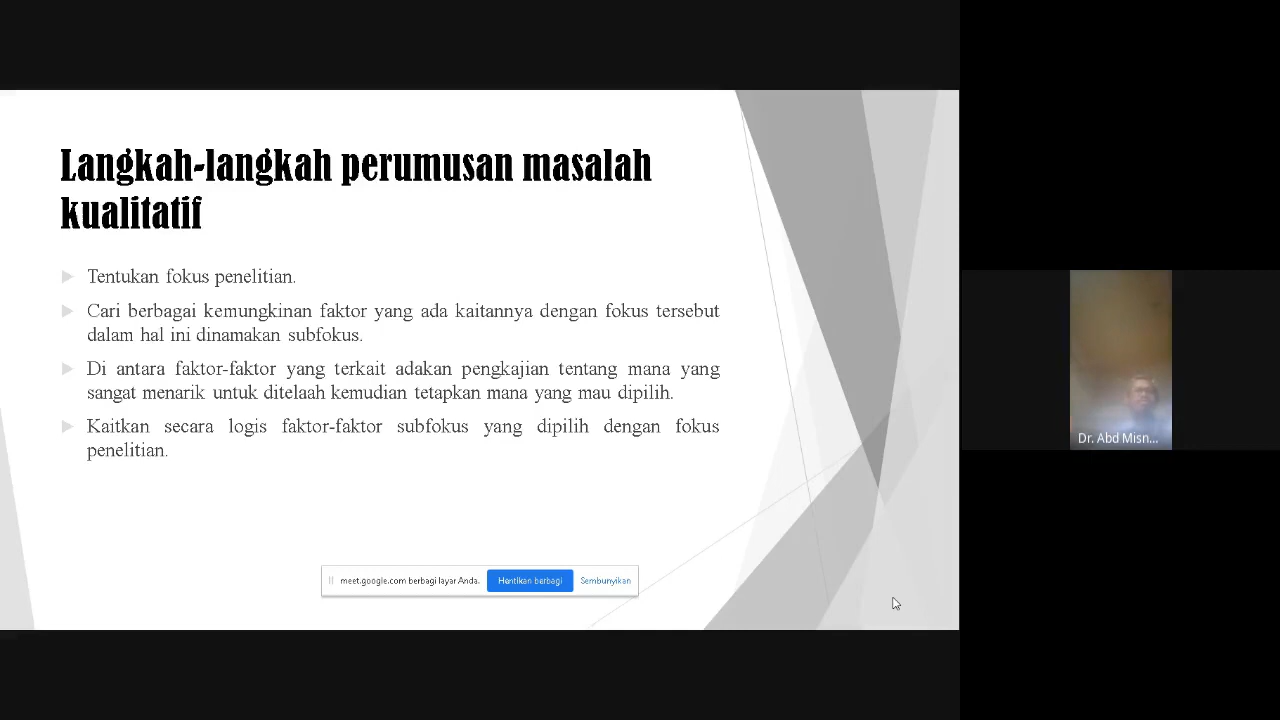 Langkah-langkah perumusan masalah
kualitatif
Tentukan fokus penelitian.
Cari berbagai kemungkinan faktor yang ada kaitannya dengan fokus tersebut
dalam hal ini dinamakan subfokus.
Di antara faktor-faktor yang terkait adakan pengkajian tentang mana yang
sangat menarik untuk ditelaah kemudian tetapkan mana yang mau dipilih.
Kaitkan secara logis faktor-faktor subfokus yang dipilih dengan fokus
penelitian.
meet.google.com berbagi layar Anda.
Hentikan berbagi
Sembunyikan
Dr. Abd Misn...